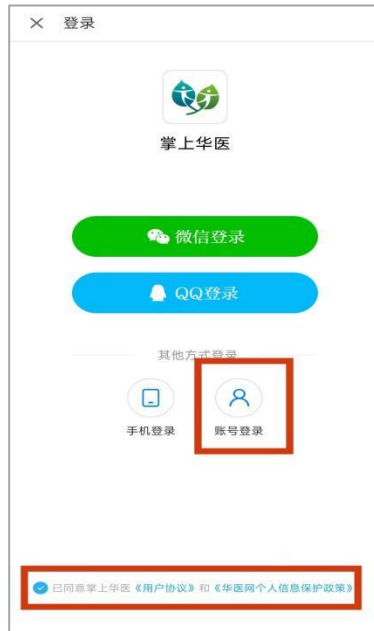 登录
掌上华医
微信登录
QQ登录
其他方式登录
手机登录 账号登录
已同意掌上华医《用户协议》和《华医网个人信息保护政策》